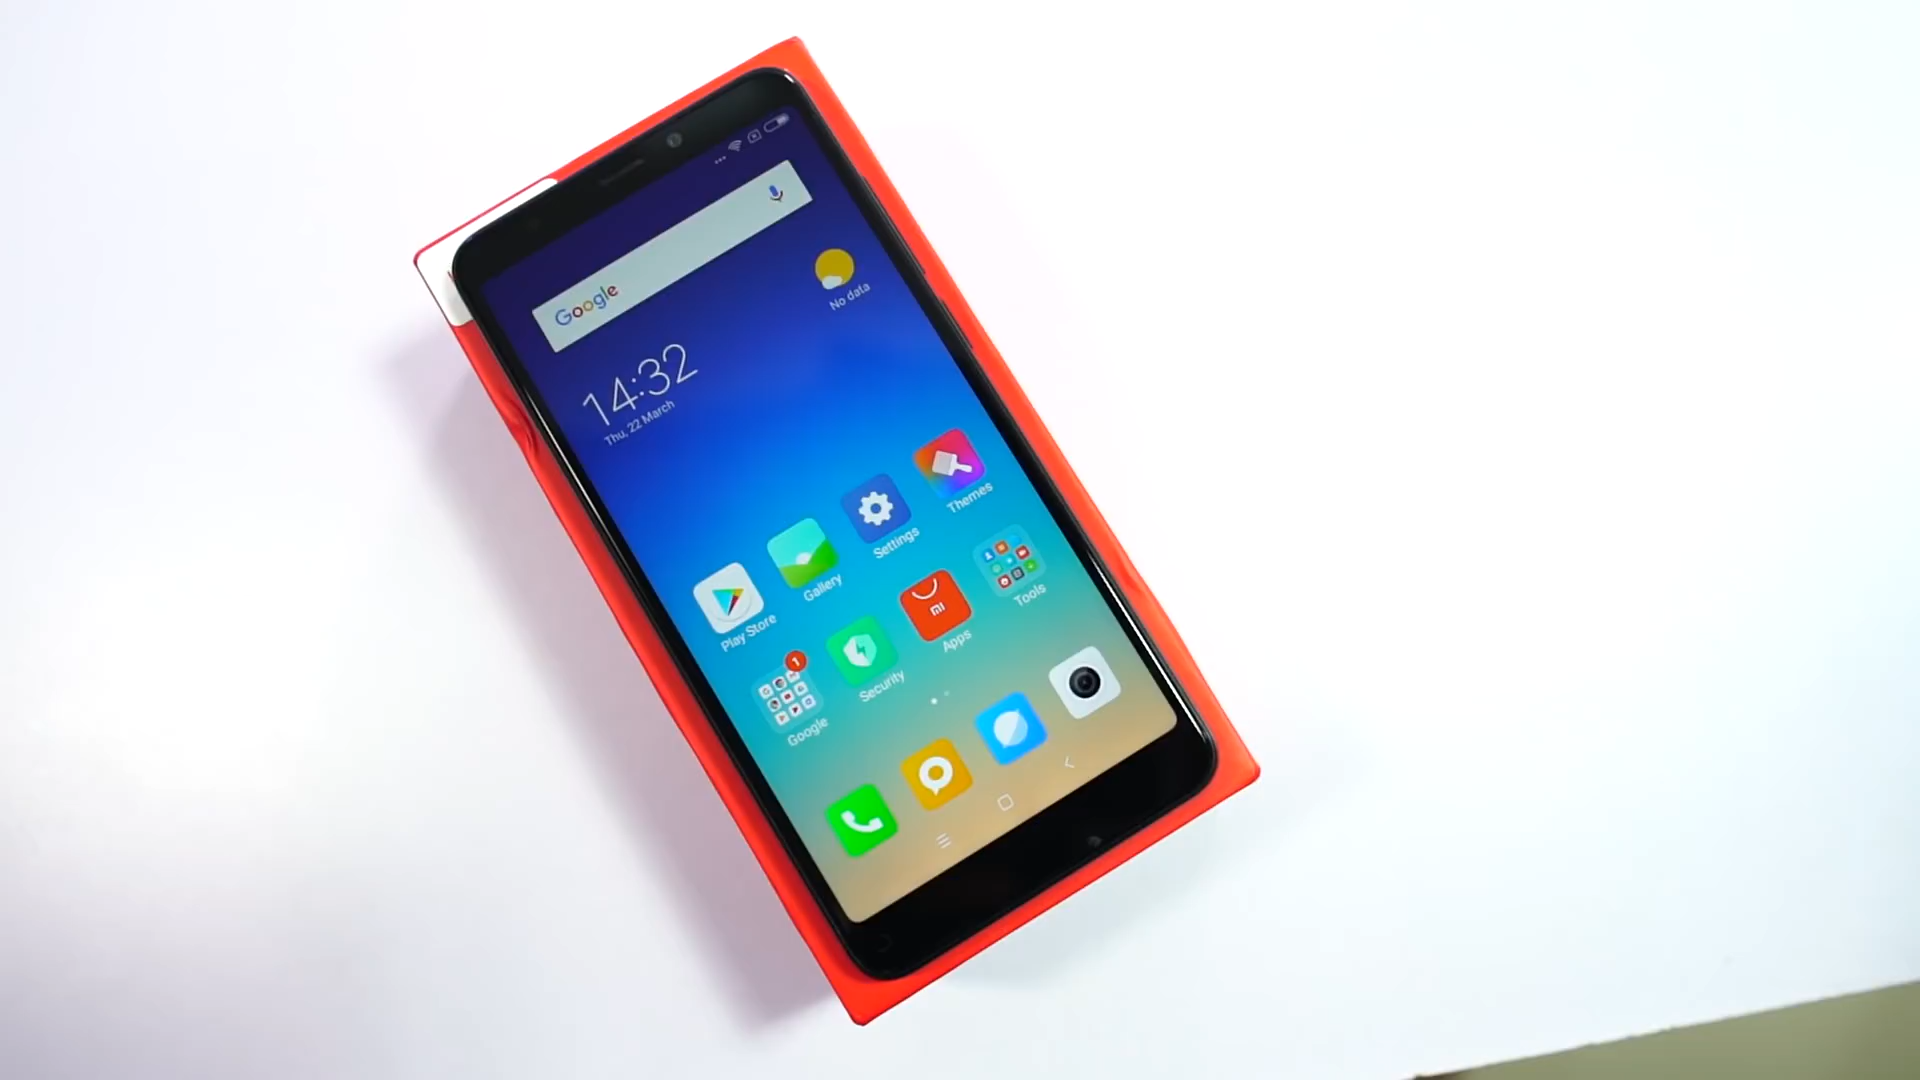 Google
No data
14:32
Thu, 22 March
Play Store
Gallery
Settings
Themes
1
Google
Security
mi
Apps
Tools